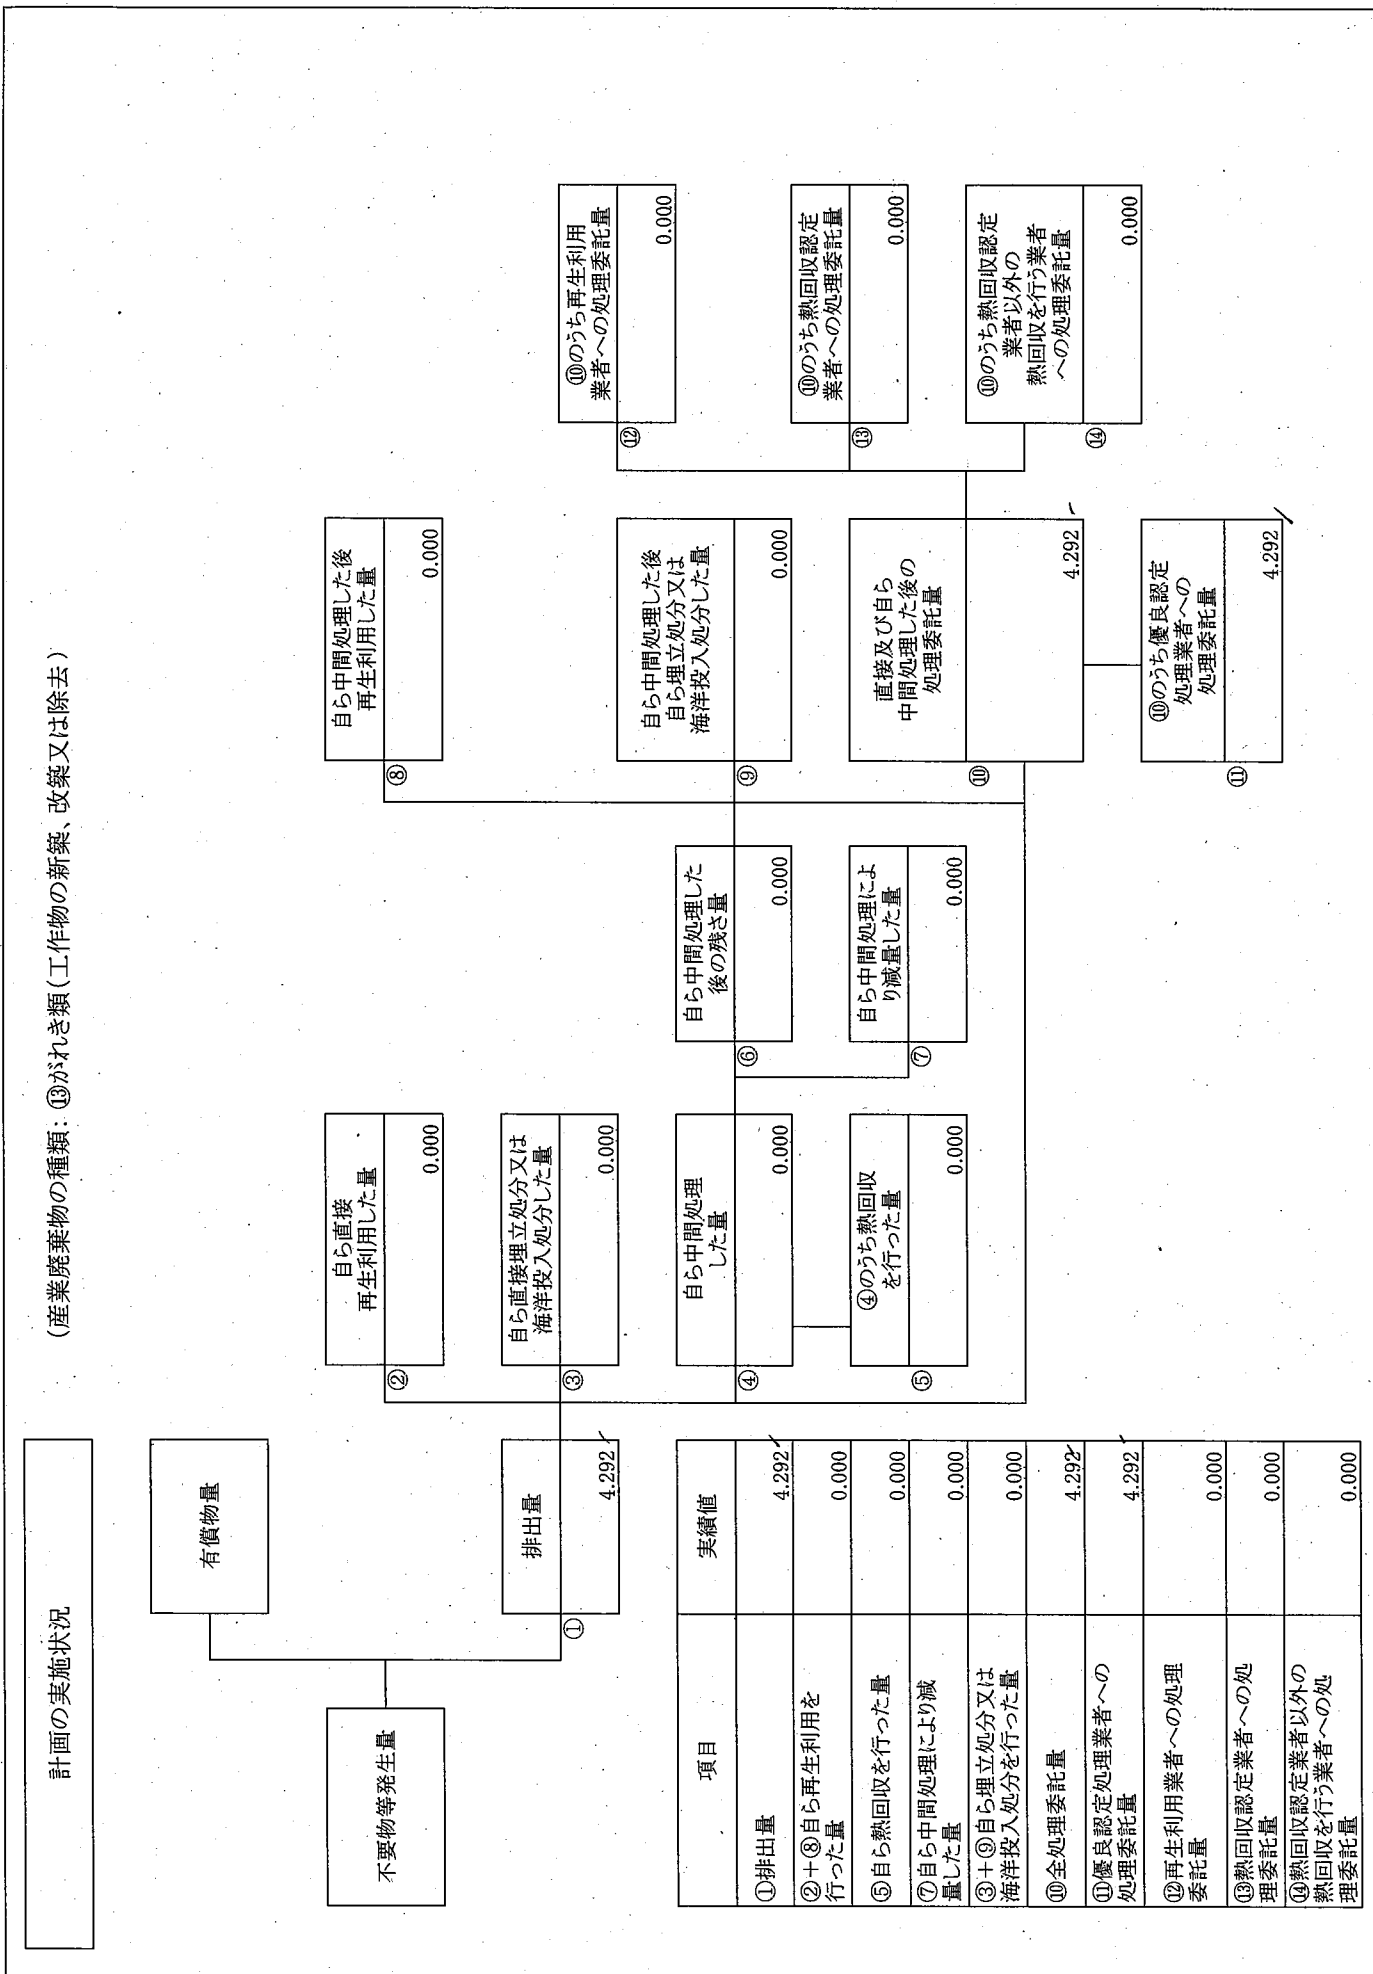 計画の実施状況
(産業廃棄物の種類:⑬がれき類(工作物の新築、改築又は除去)
不要物等発生量
有償物量
①
排出量
4.292
②
自ら直接
再生利用した量
0.000
③
自ら直接埋立処分又は
海洋投入処分した量
0.000
④
自ら中間処理
した量
0.000
⑤
④のうち熱回収
を行った量
0.000
⑥
自ら中間処理した
後の残さ量
0.000
⑦
自ら中間処理によ
り減量した量
0.000
⑧
自ら中間処理した後
再生利用した量
0.000
⑨
自ら中間処理した後
自ら埋立処分又は
海洋投入処分した量
0.000
⑩
直接及び自ら
中間処理した後の
処理委託量
4.292
⑪
⑩のうち優良認定
処理業者への
処理委託量
4.292
⑫
⑩のうち再生利用
業者への処理委託量
0.000
⑬
⑩のうち熱回収認定
業者への処理委託量
0.000
⑭
⑩のうち熱回収認定
業者以外の
熱回収を行う業者
への処理委託量
0.000
項目 実績値
①排出量 4.292
②+⑧自ら再生利用を
行った量 0.000
⑤自ら熱回収を行った量 0.000
⑦自ら中間処理により減
量した量 0.000
③+⑨自ら埋立処分又は
海洋投入処分を行った量 0.000
⑩全処理委託量 4.292
⑪優良認定処理業者への
処理委託量 4.292
⑫再生利用業者への処理
委託量 0.000
⑬熱回収認定業者への処
理委託量 0.000
⑭熱回収認定業者以外の
熱回収を行う業者への処
理委託量 0.000